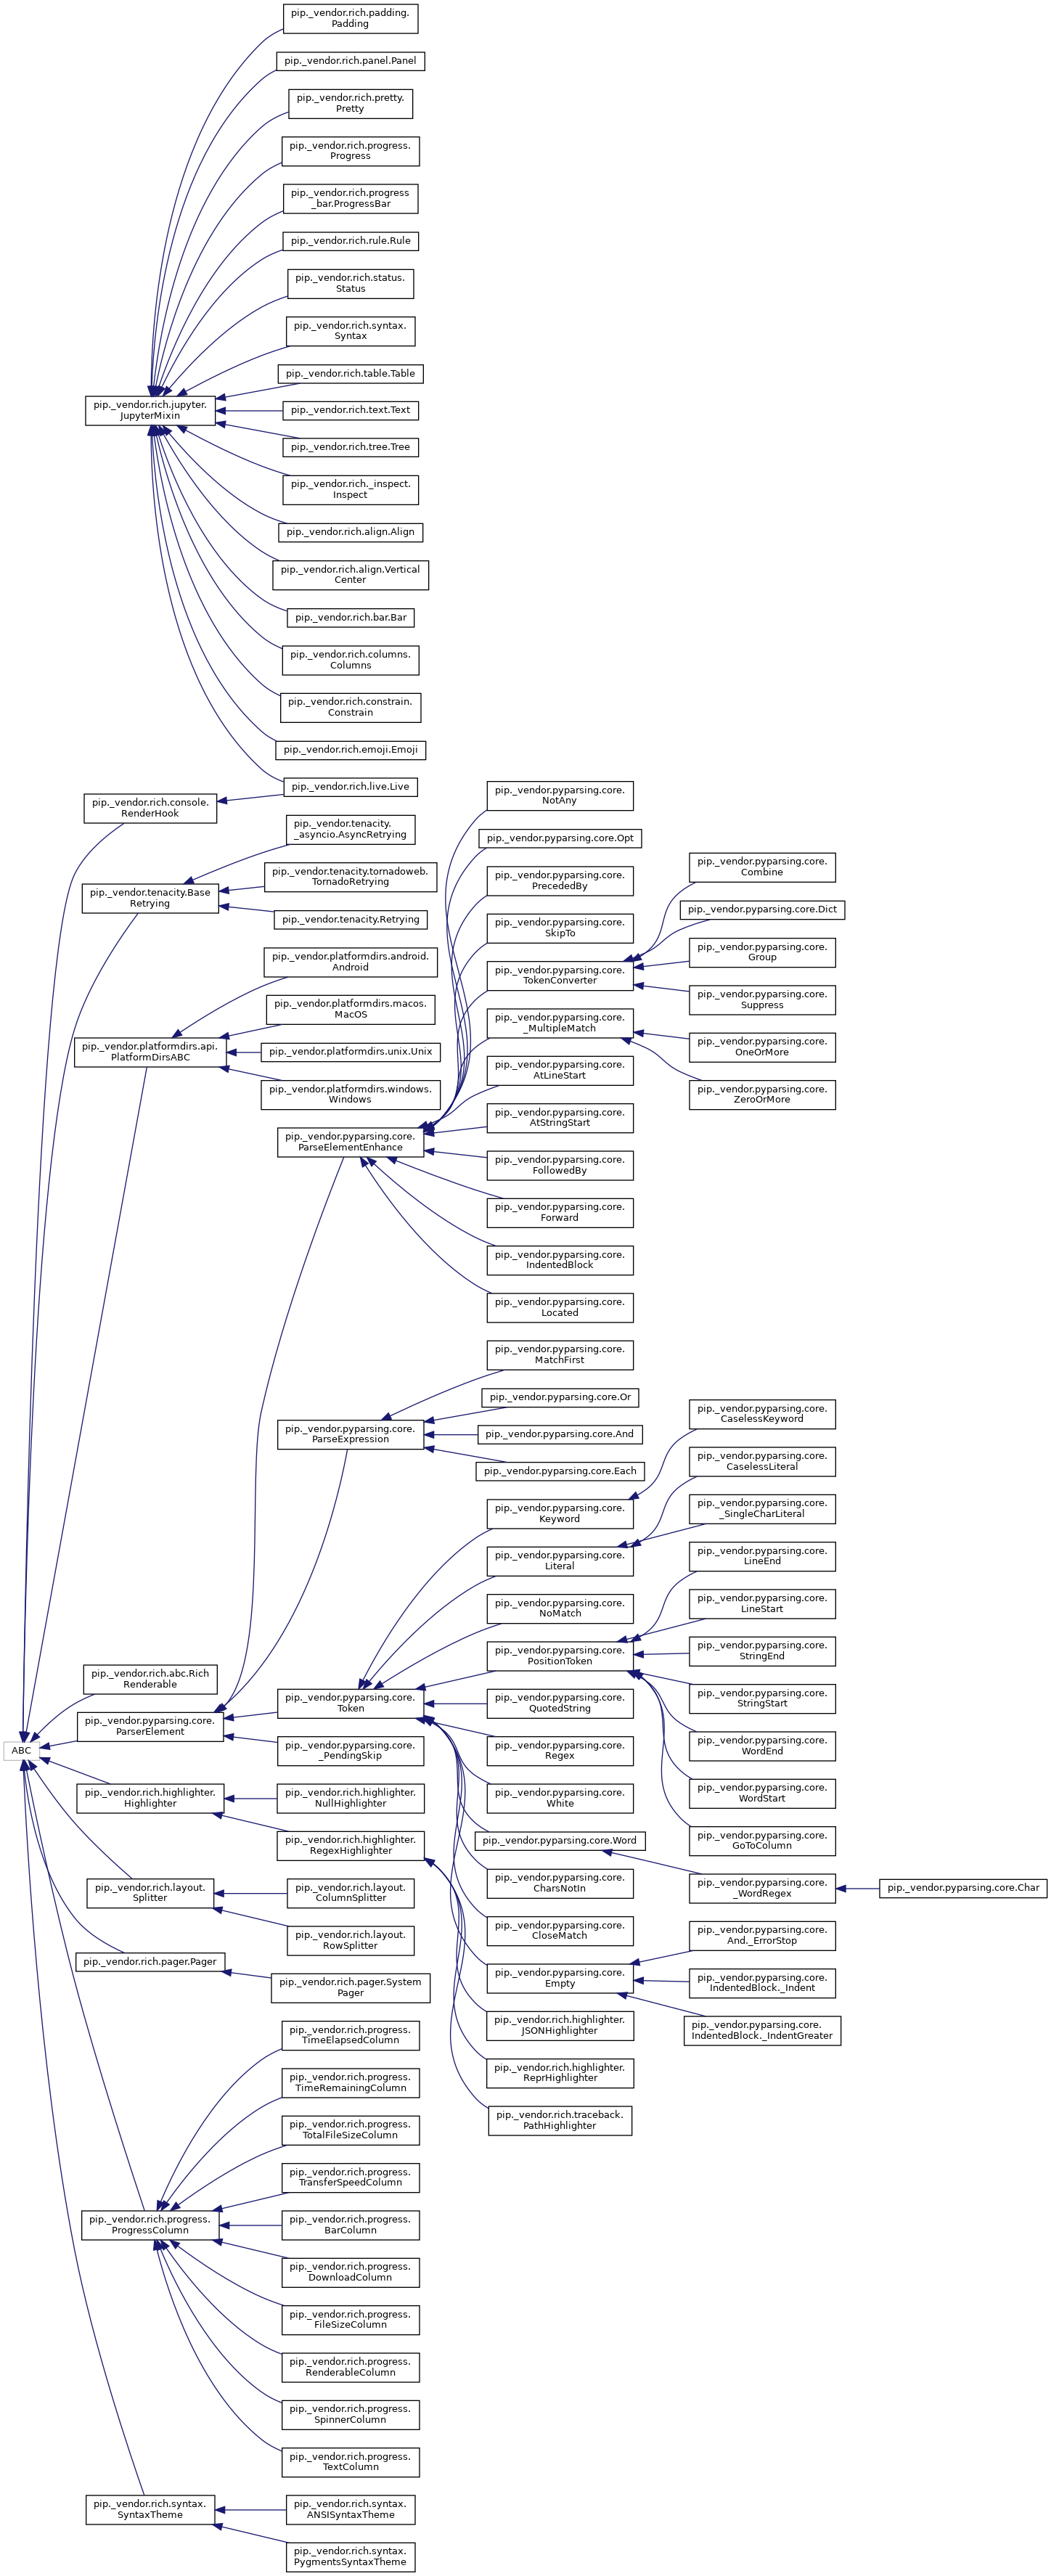 pip._vendor.rich.padding.
Padding
pip._vendor.rich.panel.Panel
pip._vendor.rich.pretty.
Pretty
pip._vendor.rich.progress.
Progress
pip._vendor.rich.progress
_bar.ProgressBar
pip._vendor.rich.rule.Rule
pip._vendor.rich.status.
Status
pip._vendor.rich.syntax.
Syntax
pip._vendor.rich.table.Table
pip._vendor.rich.jupyter.
JupyterMixin
pip._vendor.rich.text.Text
pip._vendor.rich.tree.Tree
pip._vendor.rich._inspect.
Inspect
pip._vendor.rich.align.Align
pip._vendor.rich.align.Vertical
Center
pip._vendor.rich.bar.Bar
pip._vendor.rich.columns.
Columns
pip._vendor.rich.constrain.
Constrain
pip._vendor.rich.emoji.Emoji
pip._vendor.rich.live.Live
pip._vendor.rich.console.
RenderHook
pip._vendor.tenacity.
_asyncio.AsyncRetrying
pip._vendor.tenacity.tornadoweb.
TornadoRetrying
pip._vendor.tenacity.Base
Retrying
pip._vendor.tenacity.Retrying
pip._vendor.platformdirs.android.
Android
pip._vendor.platformdirs.macos.
MacOS
pip._vendor.platformdirs.api.
PlatformDirsABC
pip._vendor.platformdirs.unix.Unix
pip._vendor.platformdirs.windows.
Windows
pip._vendor.pyparsing.core.
NotAny
pip._vendor.pyparsing.core.Opt
pip._vendor.pyparsing.core.
PrecededBy
pip._vendor.pyparsing.core.
SkipTo
pip._vendor.pyparsing.core.
TokenConverter
pip._vendor.pyparsing.core.
_MultipleMatch
pip._vendor.pyparsing.core.
AtLineStart
pip._vendor.pyparsing.core.
AtStringStart
pip._vendor.pyparsing.core.
ParseElementEnhance
pip._vendor.pyparsing.core.
FollowedBy
pip._vendor.pyparsing.core.
Forward
pip._vendor.pyparsing.core.
IndentedBlock
pip._vendor.pyparsing.core.
Located
pip._vendor.pyparsing.core.
Combine
pip._vendor.pyparsing.core.Dict
pip._vendor.pyparsing.core.
Group
pip._vendor.pyparsing.core.
Suppress
pip._vendor.pyparsing.core.
OneOrMore
pip._vendor.pyparsing.core.
ZeroOrMore
pip._vendor.pyparsing.core.
MatchFirst
pip._vendor.pyparsing.core.Or
pip._vendor.pyparsing.core.
ParseExpression
pip._vendor.pyparsing.core.And
pip._vendor.pyparsing.core.Each
pip._vendor.pyparsing.core.
Keyword
pip._vendor.pyparsing.core.
Literal
pip._vendor.pyparsing.core.
NoMatch
pip._vendor.pyparsing.core.
PositionToken
pip._vendor.pyparsing.core.
CaselessKeyword
pip._vendor.pyparsing.core.
CaselessLiteral
pip._vendor.pyparsing.core.
_SingleCharLiteral
pip._vendor.pyparsing.core.
LineEnd
pip._vendor.pyparsing.core.
LineStart
pip._vendor.pyparsing.core.
StringEnd
pip._vendor.pyparsing.core.
StringStart
pip._vendor.pyparsing.core.
WordEnd
pip._vendor.pyparsing.core.
WordStart
pip._vendor.pyparsing.core.
GoToColumn
pip._vendor.rich.abc.Rich
Renderable
pip._vendor.pyparsing.core.
ParserElement
pip._vendor.pyparsing.core.
Token
pip._vendor.pyparsing.core.
_PendingSkip
pip._vendor.pyparsing.core.
QuotedString
pip._vendor.pyparsing.core.
Regex
pip._vendor.pyparsing.core.
White
pip._vendor.pyparsing.core.Word
pip._vendor.pyparsing.core.
CharsNotIn
pip._vendor.pyparsing.core.
CloseMatch
pip._vendor.pyparsing.core.
Empty
pip._vendor.pyparsing.core.
_WordRegex
pip._vendor.pyparsing.core.Char
pip._vendor.pyparsing.core.
And._ErrorStop
pip._vendor.pyparsing.core.
IndentedBlock._Indent
pip._vendor.pyparsing.core.
IndentedBlock._IndentGreater
ABC
pip._vendor.rich.highlighter.
Highlighter
pip._vendor.rich.highlighter.
NullHighlighter
pip._vendor.rich.highlighter.
RegexHighlighter
pip._vendor.rich.highlighter.
JSONHighlighter
pip._vendor.rich.highlighter.
ReprHighlighter
pip._vendor.rich.traceback.
PathHighlighter
pip._vendor.rich.layout.
Splitter
pip._vendor.rich.layout.
ColumnSplitter
pip._vendor.rich.layout.
RowSplitter
pip._vendor.rich.pager.Pager
pip._vendor.rich.pager.System
Pager
pip._vendor.rich.progress.
TimeElapsedColumn
pip._vendor.rich.progress.
TimeRemainingColumn
pip._vendor.rich.progress.
TotalFileSizeColumn
pip._vendor.rich.progress.
TransferSpeedColumn
pip._vendor.rich.progress.
ProgressColumn
pip._vendor.rich.progress.
BarColumn
pip._vendor.rich.progress.
DownloadColumn
pip._vendor.rich.progress.
FileSizeColumn
pip._vendor.rich.progress.
RenderableColumn
pip._vendor.rich.progress.
SpinnerColumn
pip._vendor.rich.progress.
TextColumn
pip._vendor.rich.syntax.
SyntaxTheme
pip._vendor.rich.syntax.
ANSISyntaxTheme
pip._vendor.rich.syntax.
PygmentsSyntaxTheme